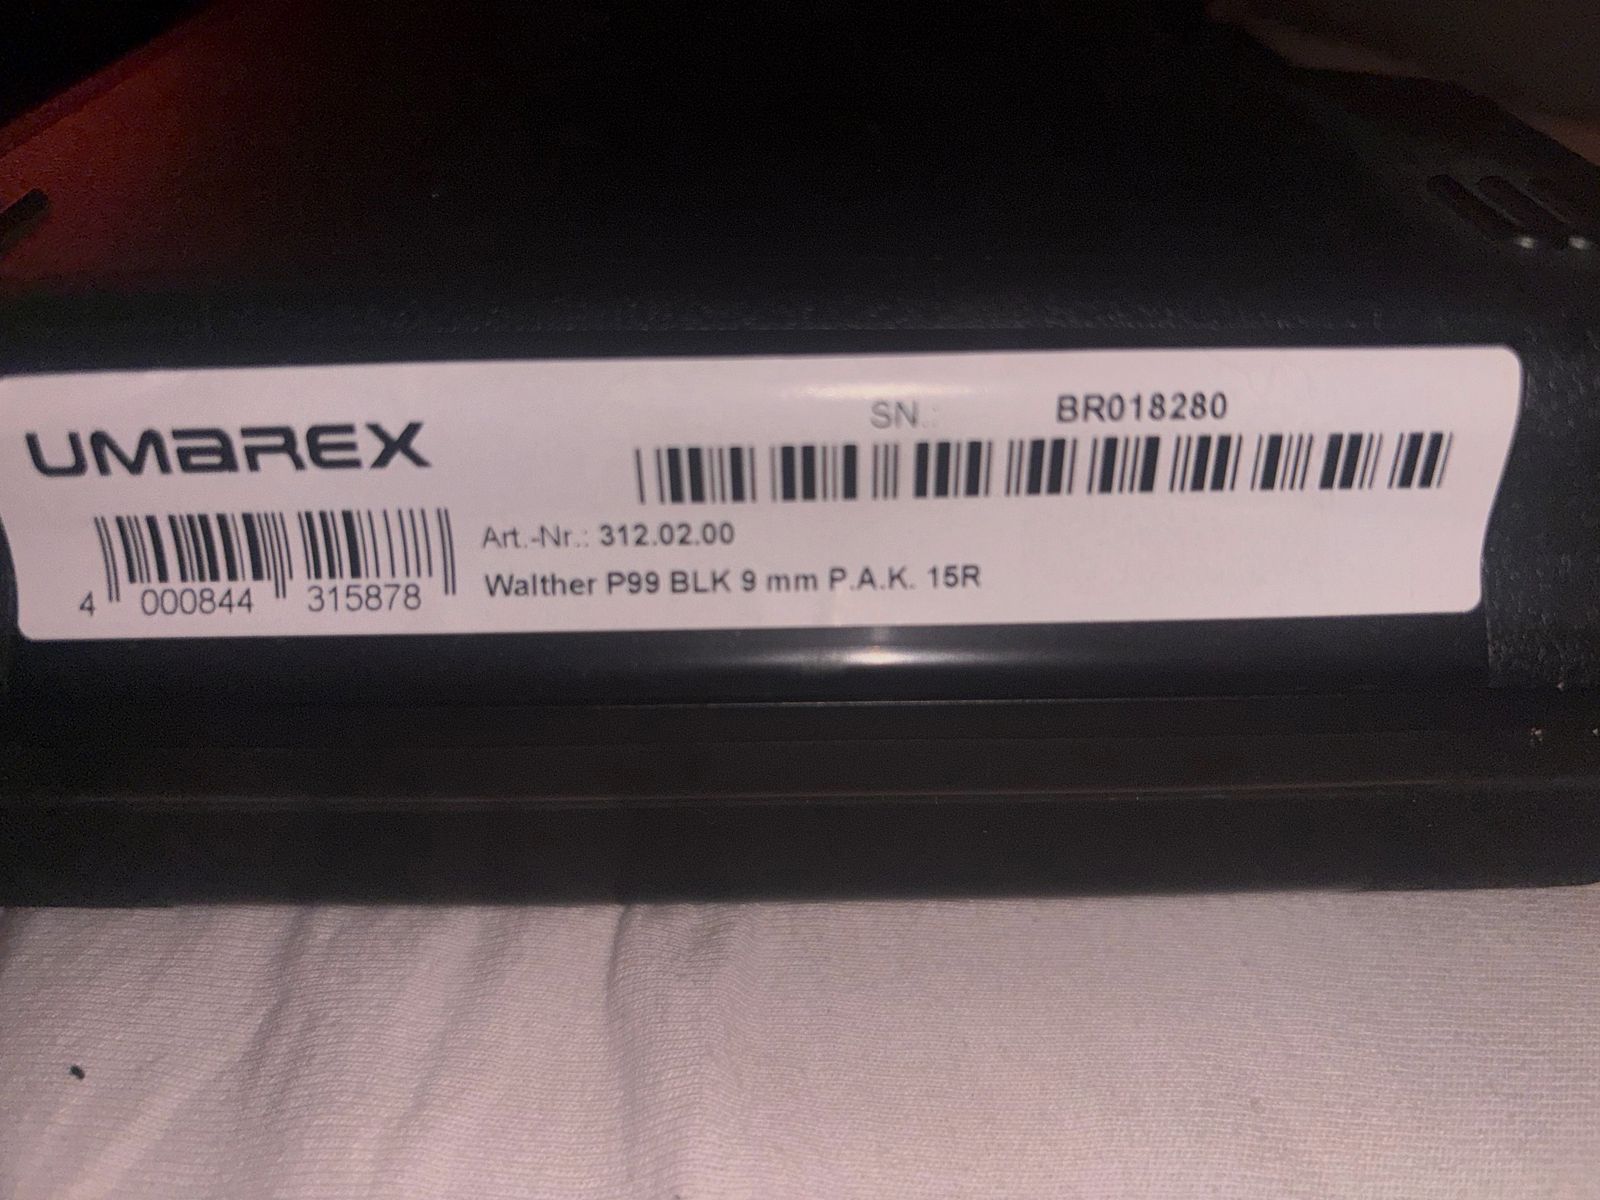 UMAREX
SN.: BR018280
4 000844 315878
Art.-Nr.: 312.02.00
Walther P99 BLK 9 mm P.A.K. 15R